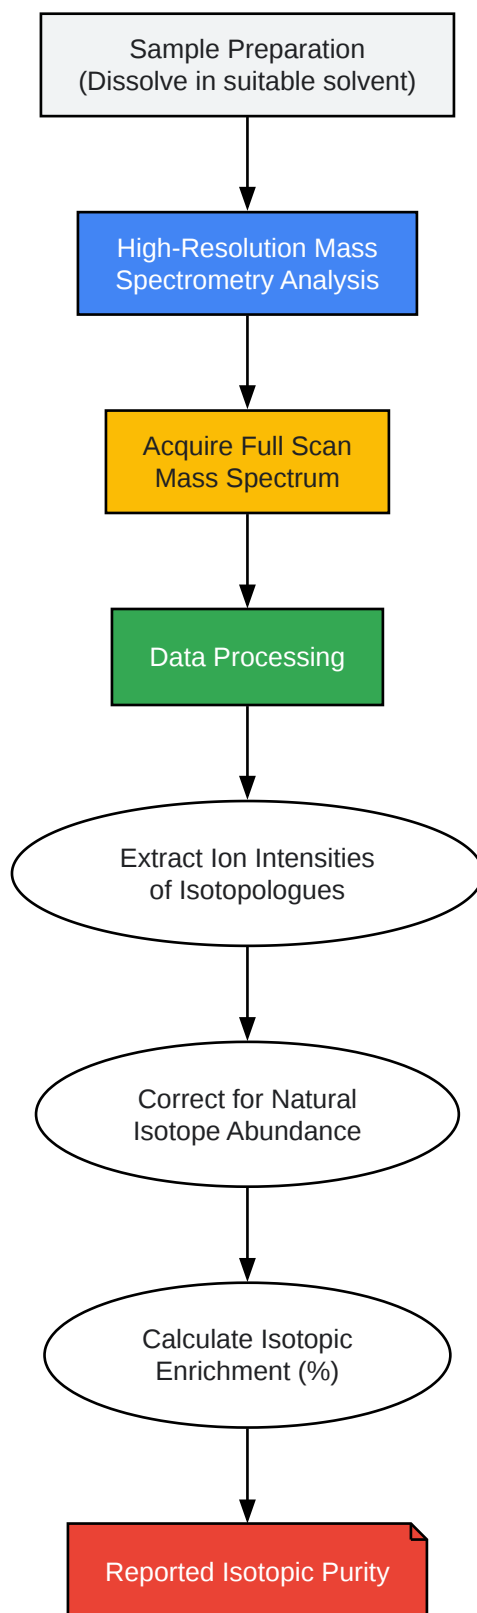 Sample Preparation
(Dissolve in suitable solvent)
High-Resolution Mass
Spectrometry Analysis
Acquire Full Scan
Mass Spectrum
Data Processing
Extract Ion Intensities
of Isotopologues
Correct for Natural
Isotope Abundance
Calculate Isotopic
Enrichment (%)
Reported Isotopic Purity